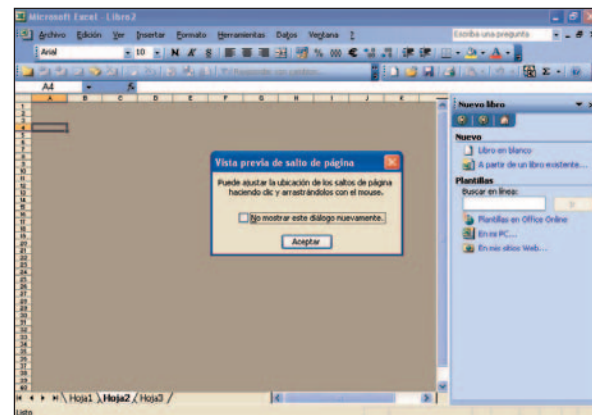 Microsoft Excel - Libro2
Archivo Edición Ver Insertar Formato Herramientas Datos Ventana ?
Escriba una pregunta
Arial 10 N K S % 000 €
A4 fx
A B C D E F G H I J K
Nuevo libro
Nuevo
Libro en blanco
A partir de un libro existente...
Plantillas
Buscar en línea:
Plantillas en Office Online
En mi PC...
En mis sitios Web...
Vista previa de salto de página
Puede ajustar la ubicación de los saltos de página
haciendo clic y arrastrándolos con el mouse.
No mostrar este diálogo nuevamente.
Aceptar
Hoja1 Hoja2 Hoja3
Listo